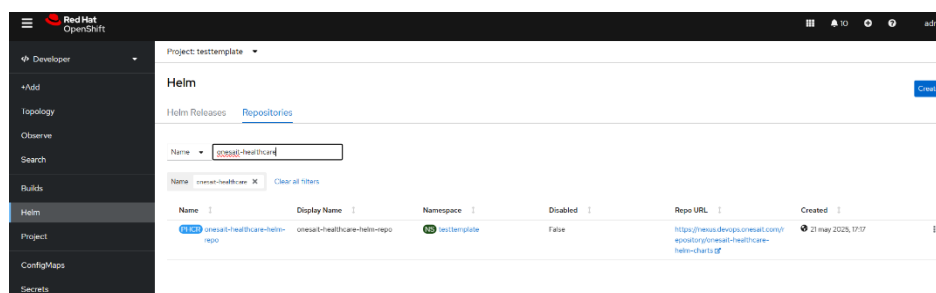 Red Hat
OpenShift
10
Developer
Project: testtemplate
+Add
Topology
Observe
Search
Builds
Helm
Project
ConfigMaps
Secrets
Helm
Create
Helm Releases Repositories
Name onesait-healthcare
Name onesait-healthcare Clear all filters
Name Display Name Namespace Disabled Repo URL Created
PHCR onesait-healthcare-helm- onesait-healthcare-helm-repo NS testtemplate False https://nexus.devops.onesait.com/r 21 may 2025, 17:17
repo epository/onesait-healthcare-
helm-charts